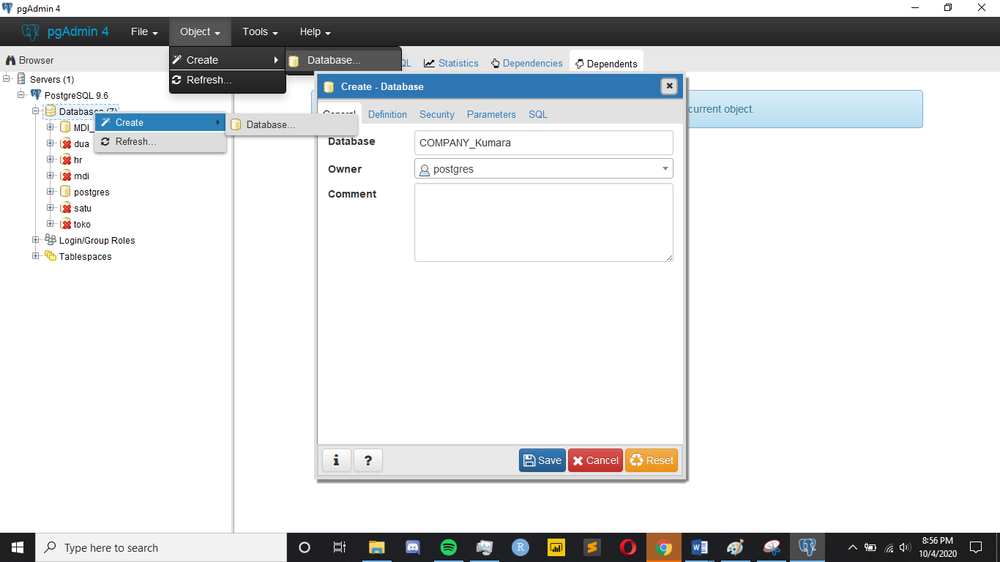 pgAdmin 4
pgAdmin 4 File Object Tools Help
Create
Database...
Refresh...
Browser
QL Statistics Dependencies Dependents
current object.
Servers (1)
PostgreSQL 9.6
Databases (7)
MDI_
dua
hr
mdi
postgres
satu
toko
Login/Group Roles
Tablespaces
Create
Database...
Refresh...
Create - Database
General Definition Security Parameters SQL
Database COMPANY_Kumara
Owner postgres
Comment
i ? Save Cancel Reset
Type here to search
R
W
8:56 PM
10/4/2020